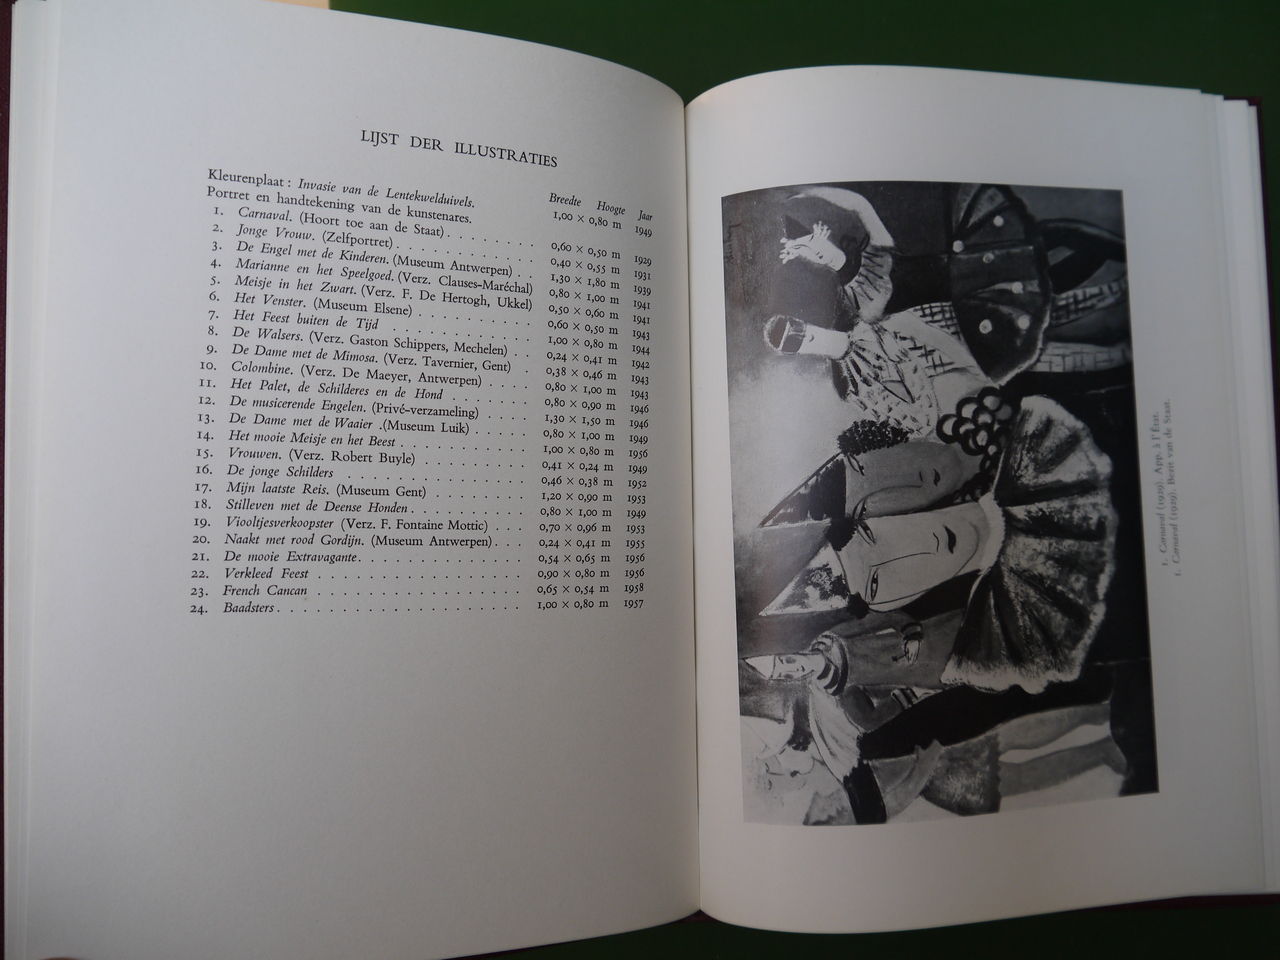 LIJST DER ILLUSTRATIES
Breedte Hoogte Jaar
Kleurenplaat : Invasie van de Lentekwelduivels. 1,00 × 0,80 m 1949
Portret en handtekening van de kunstenares.
1. Carnaval. (Hoort toe aan de Staat) . . . . . . . . 0,60 × 0,50 m 1929
2. Jonge Vrouw. (Zelfportret) . . . . . . . . . . . 0,40 × 0,55 m 1931
3. De Engel met de Kinderen. (Museum Antwerpen) . . 1,30 × 1,80 m 1939
4. Marianne en het Speelgoed. (Verz. Clauses-Maréchal) 0,80 × 1,00 m 1941
5. Meisje in het Zwart. (Verz. F. De Hertogh, Ukkel) 0,50 × 0,60 m 1941
6. Het Venster. (Museum Elsene) . . . . . . . . . . 0,60 × 0,50 m 1943
7. Het Feest buiten de Tijd . . . . . . . . . . . . 1,00 × 0,80 m 1944
8. De Walsers. (Verz. Gaston Schippers, Mechelen) . . 0,24 × 0,41 m 1942
9. De Dame met de Mimosa. (Verz. Tavernier, Gent) . . 0,38 × 0,46 m 1943
10. Colombine. (Verz. De Maeyer, Antwerpen) . . . . 0,80 × 1,00 m 1943
11. Het Palet, de Schilderes en de Hond . . . . . . . 0,80 × 0,90 m 1946
12. De musicerende Engelen. (Privé-verzameling) . . . . 1,30 × 1,50 m 1946
13. De Dame met de Waaier .(Museum Luik) . . . . . 0,80 × 1,00 m 1949
14. Het mooie Meisje en het Beest . . . . . . . . . . 1,00 × 0,80 m 1956
15. Vrouwen. (Verz. Robert Buyle) . . . . . . . . . 0,41 × 0,24 m 1949
16. De jonge Schilders . . . . . . . . . . . . . . 0,46 × 0,38 m 1952
17. Mijn laatste Reis. (Museum Gent) . . . . . . . . 1,20 × 0,90 m 1953
18. Stilleven met de Deense Honden . . . . . . . . . 0,80 × 1,00 m 1949
19. Viooltjesverkoopster (Verz. F. Fontaine Mottic) . . . 0,70 × 0,96 m 1953
20. Naakt met rood Gordijn. (Museum Antwerpen) . . . 0,24 × 0,41 m 1955
21. De mooie Extravagante . . . . . . . . . . . . . 0,54 × 0,65 m 1956
22. Verkleed Feest . . . . . . . . . . . . . . . . 0,90 × 0,80 m 1956
23. French Cancan . . . . . . . . . . . . . . . . 0,65 × 0,54 m 1958
24. Baadsters . . . . . . . . . . . . . . . . . . 1,00 × 0,80 m 1957
1. Carnaval (1929). App. à l'État.
1. Carnaval (1929). Bezit van de Staat.